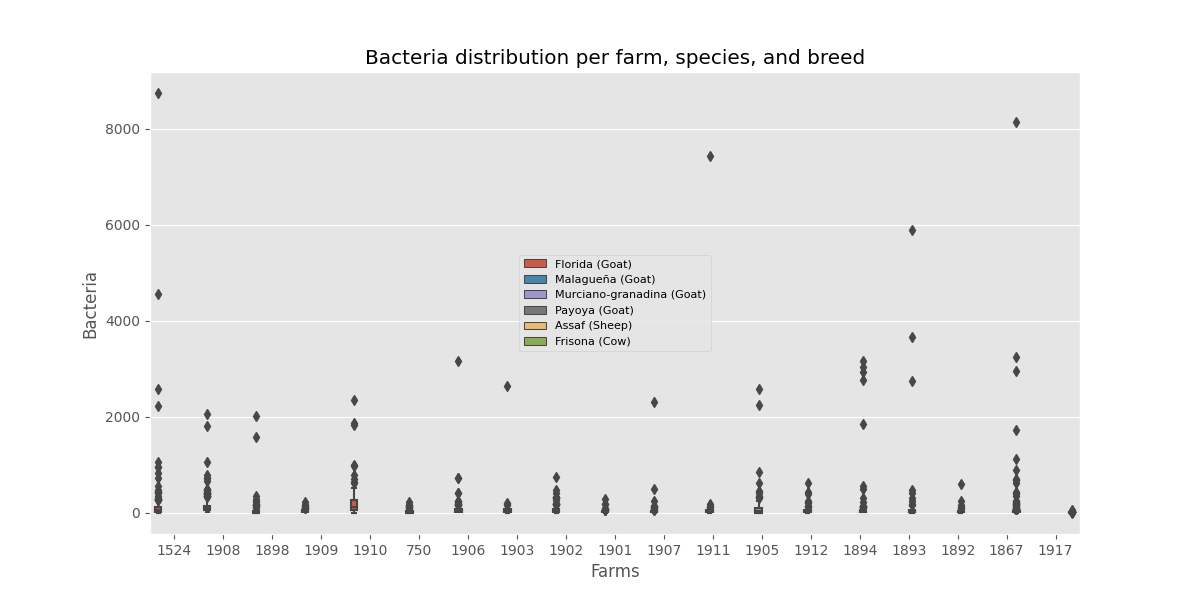 Bacteria distribution per farm, species, and breed
8000
6000
4000
2000
0
Bacteria
Florida (Goat)
Malagueña (Goat)
Murciano-granadina (Goat)
Payoya (Goat)
Assaf (Sheep)
Frisona (Cow)
1524 1908 1898 1909 1910 750 1906 1903 1902 1901 1907 1911 1905 1912 1894 1893 1892 1867 1917
Farms